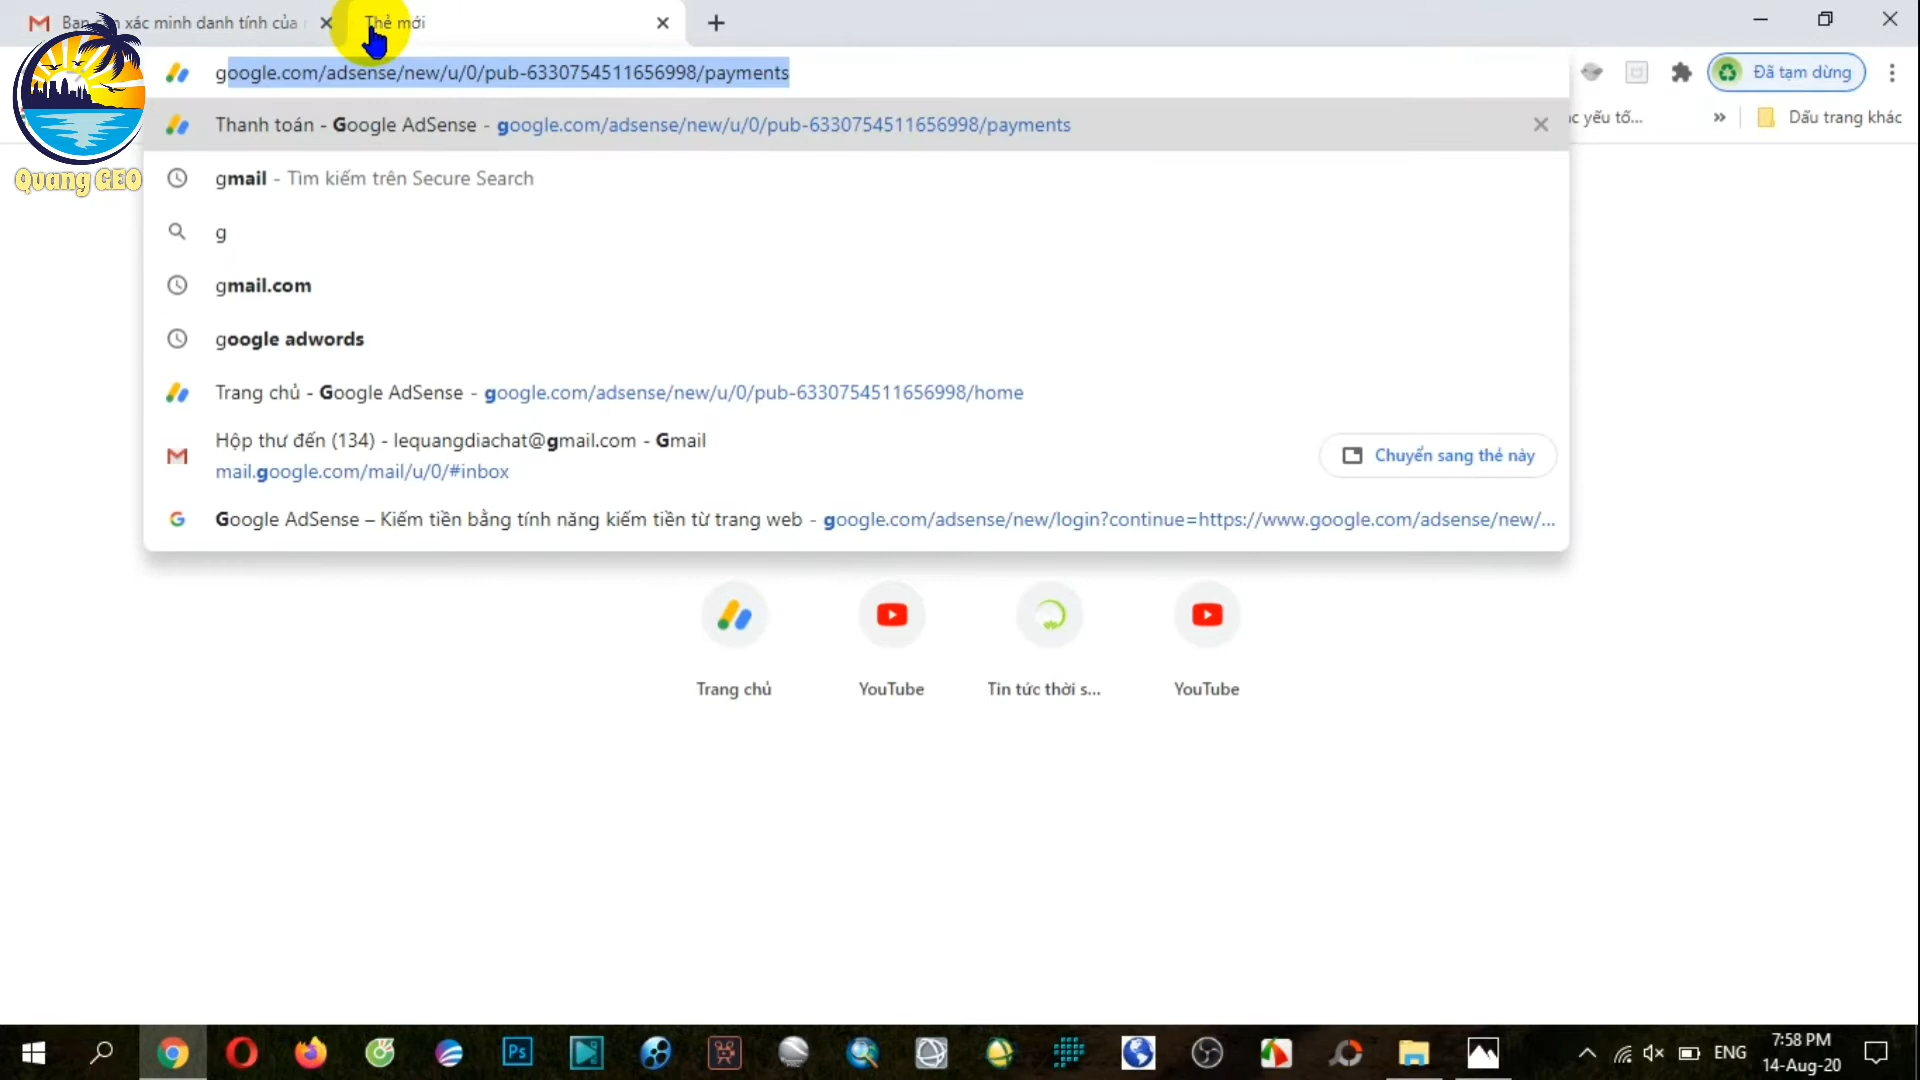 xác minh danh tính của
Thẻ mới
google.com/adsense/new/u/0/pub-6330754511656998/payments
Đã tạm dừng
Thanh toán - Google AdSense - google.com/adsense/new/u/0/pub-6330754511656998/payments
yếu tố...
»
Dấu trang khác
Quang GEO
gmail - Tìm kiếm trên Secure Search
g
gmail.com
google adwords
Trang chủ - Google AdSense - google.com/adsense/new/u/0/pub-6330754511656998/home
Hộp thư đến (134) - lequangdiachat@gmail.com - Gmail
mail.google.com/mail/u/0/#inbox
Chuyển sang thẻ này
Google AdSense – Kiếm tiền bằng tính năng kiếm tiền từ trang web - google.com/adsense/new/login?continue=https://www.google.com/adsense/new/...
Trang chủ
YouTube
Tin tức thời s...
YouTube
Ps
ENG
7:58 PM
14-Aug-20